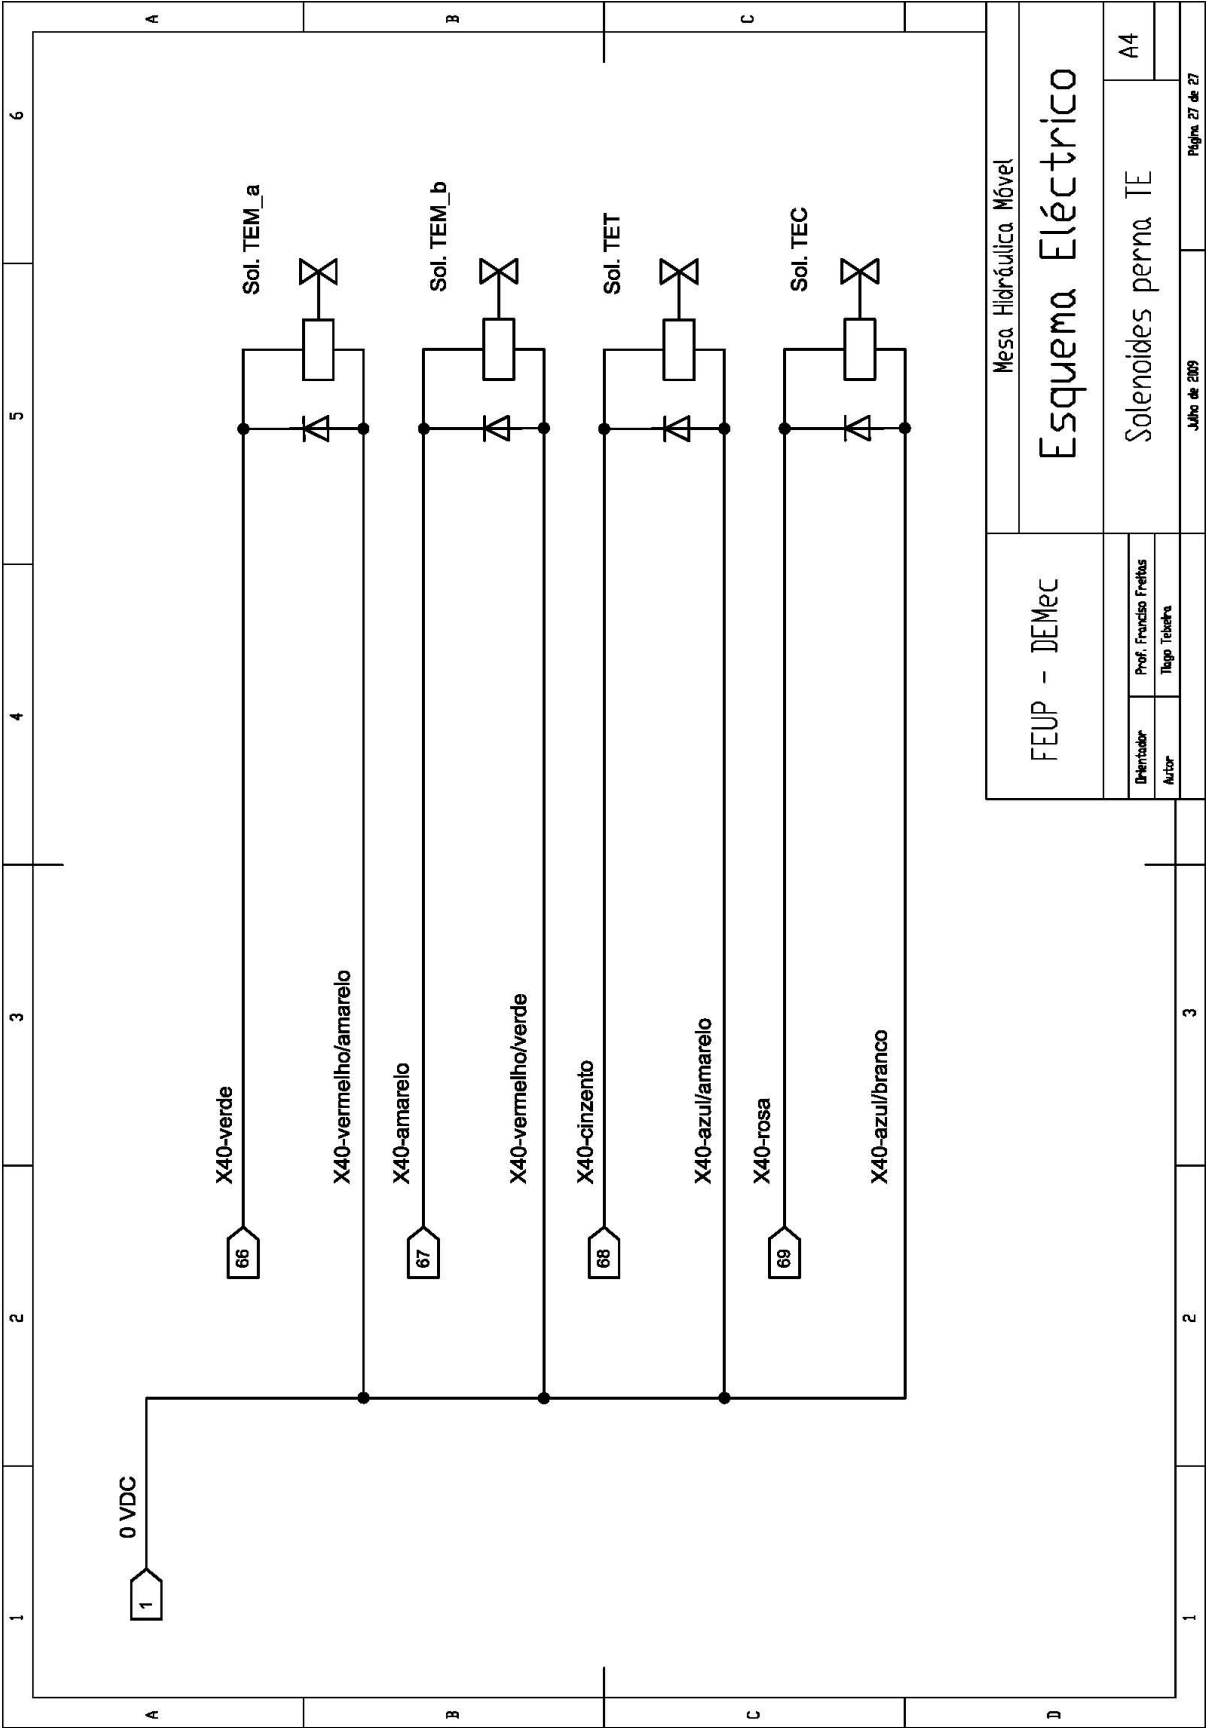 1 2 3 4 5 6
A
A
0 VDC
1
66
X40-verde
Sol. TEM_a
X40-vermelho/amarelo
B
B
67
X40-amarelo
Sol. TEM_b
X40-vermelho/verde
68
X40-cinzento
Sol. TET
X40-azul/amarelo
C
C
69
X40-rosa
Sol. TEC
X40-azul/branco
D
FEUP - DEMec
Mesa Hidráulica Móvel
Esquema Eléctrico
Orientador
Prof. Franciso Freitas
Autor
Tiago Teixeira
Solenoides perna TE
A4
1 2 3
Julho de 2009
Página 27 de 27